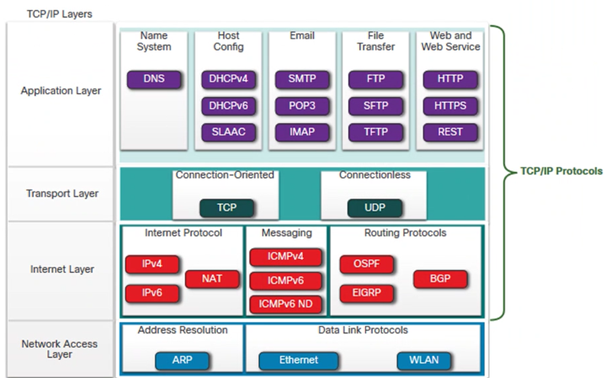 TCP/IP Layers
Application Layer
Name
System
DNS
Host
Config
DHCPv4
DHCPv6
SLAAC
Email
SMTP
POP3
IMAP
File
Transfer
FTP
SFTP
TFTP
Web and
Web Service
HTTP
HTTPS
REST
TCP/IP Protocols
Transport Layer
Connection-Oriented
TCP
Connectionless
UDP
Internet Layer
Internet Protocol
IPv4
NAT
IPv6
Messaging
ICMPv4
ICMPv6
ICMPv6 ND
Routing Protocols
OSPF
BGP
EIGRP
Network Access
Layer
Address Resolution
ARP
Data Link Protocols
Ethernet
WLAN